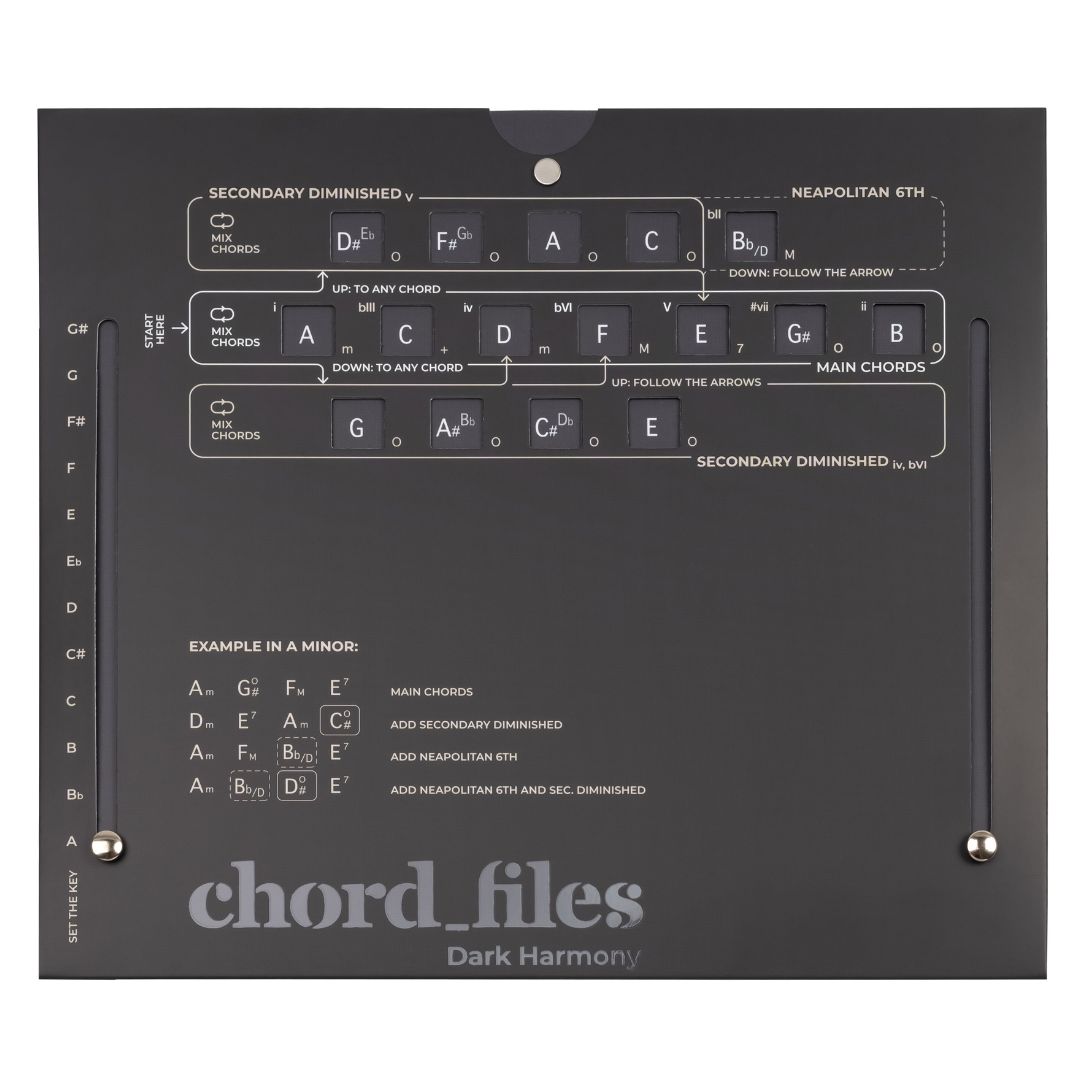 SECONDARY DIMINISHED V
NEAPOLITAN 6TH
MIX
CHORDS
D# Eb O
F# Gb O
A O
C O
bII
Bb/D M
DOWN: FOLLOW THE ARROW
UP: TO ANY CHORD
START
HERE
MIX
CHORDS
i A m
bIII C +
iv D m
bVI F M
V E 7
#vii G# O
ii B O
DOWN: TO ANY CHORD
MAIN CHORDS
UP: FOLLOW THE ARROWS
MIX
CHORDS
G O
A# Bb O
C# Db O
E O
SECONDARY DIMINISHED iv, bVI
G#
G
F#
F
E
Eb
D
C#
C
B
Bb
A
SET THE KEY
EXAMPLE IN A MINOR:
Am G#O FM E7 MAIN CHORDS
Dm E7 Am C#O ADD SECONDARY DIMINISHED
Am FM Bb/D E7 ADD NEAPOLITAN 6TH
Am Bb/D D#O E7 ADD NEAPOLITAN 6TH AND SEC. DIMINISHED
chord_files
Dark Harmony